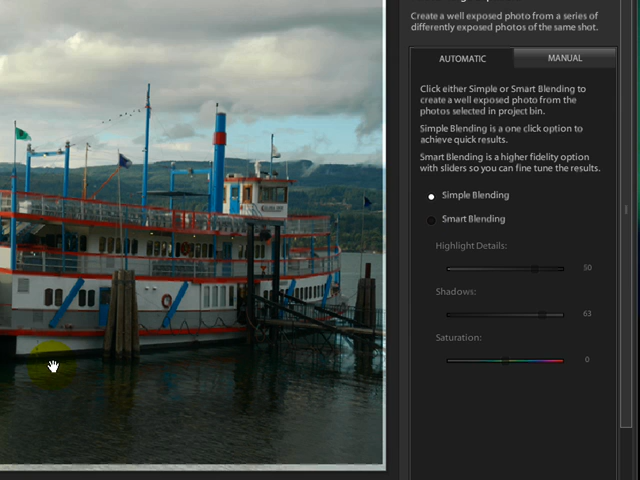 Create a well exposed photo from a series of
differently exposed photos of the same shot.
AUTOMATIC
MANUAL
Click either Simple or Smart Blending to
create a well exposed photo from the
photos selected in project bin.
Simple Blending is a one click option to
achieve quick results.
Smart Blending is a higher fidelity option
with sliders so you can fine tune the results.
Simple Blending
Smart Blending
Highlight Details:
50
Shadows:
63
Saturation:
0